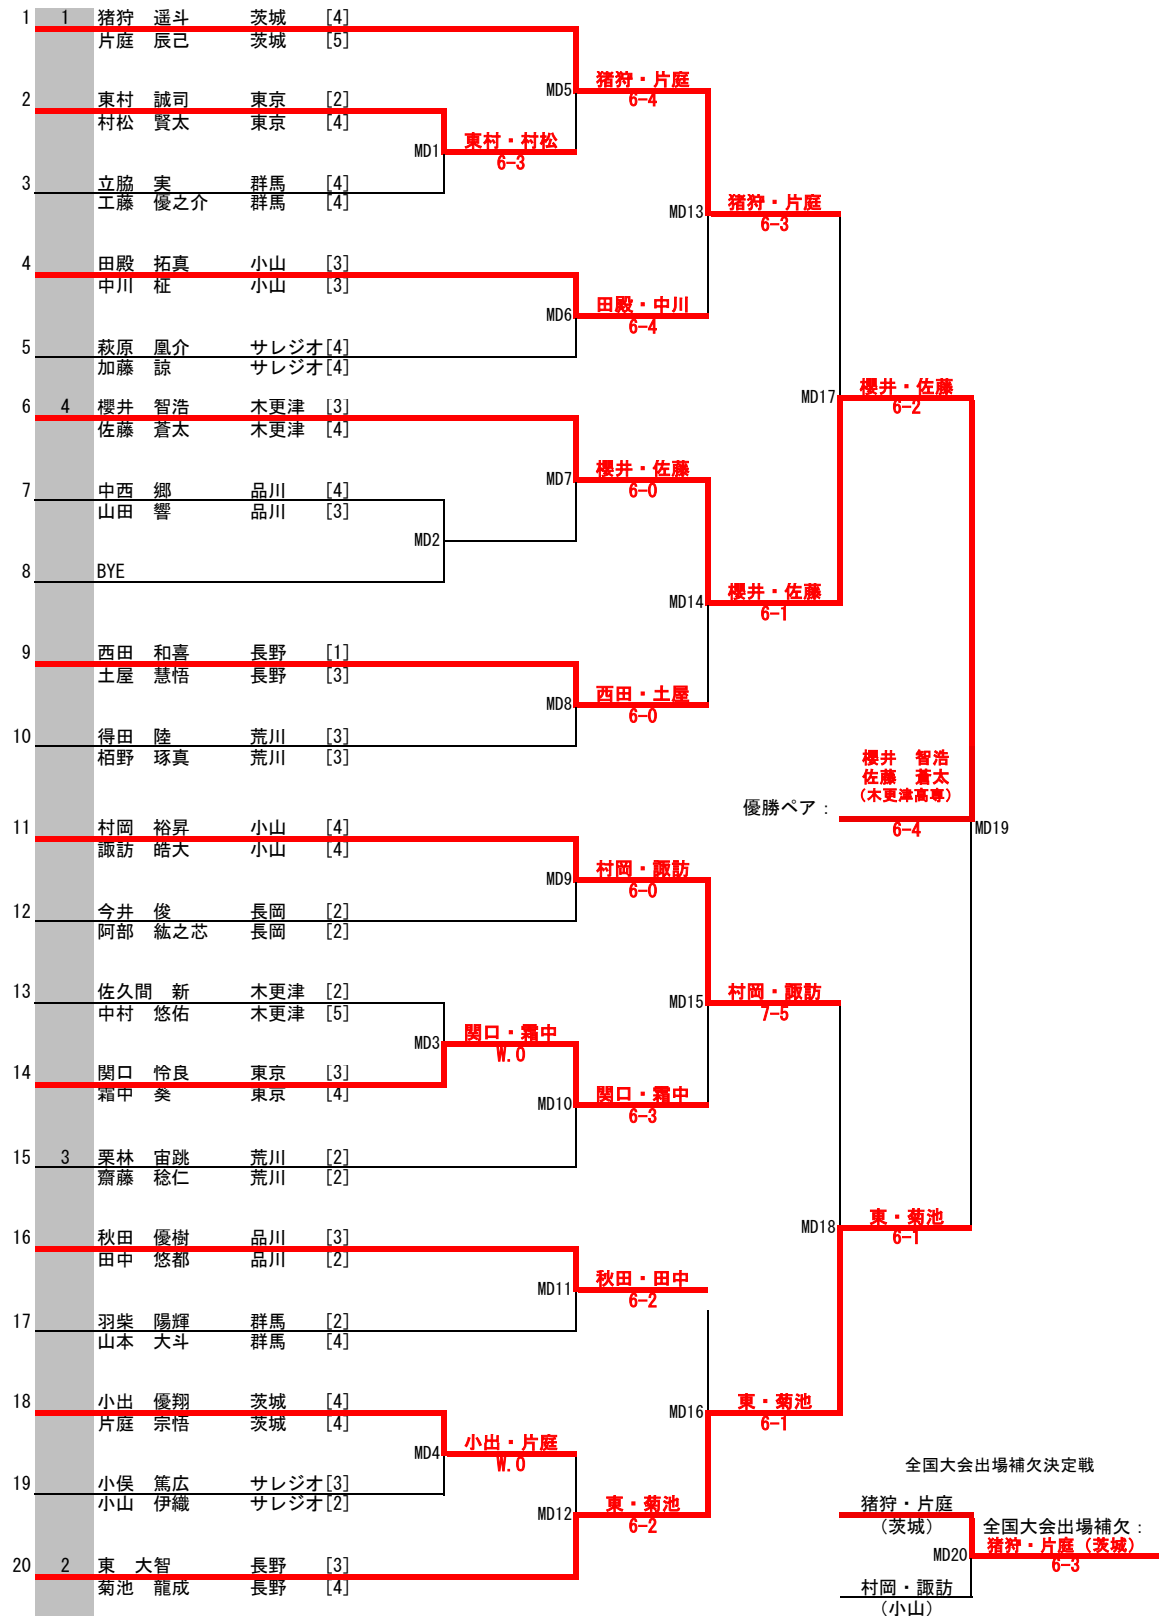 1 1 猪狩　遥斗 茨城 [4]
片庭　辰己 茨城 [5]
MD5 猪狩・片庭
6-4
2 東村　誠司 東京 [2]
村松　賢太 東京 [4]
MD1 東村・村松
6-3
3 立脇　実 群馬 [4]
工藤　優之介 群馬 [4]
MD13 猪狩・片庭
6-3
4 田殿　拓真 小山 [3]
中川　柾 小山 [3]
MD6 田殿・中川
6-4
5 萩原　凰介 サレジオ[4]
加藤　諒 サレジオ[4]
MD17 櫻井・佐藤
6-2
6 4 櫻井　智浩 木更津 [3]
佐藤　蒼太 木更津 [4]
MD7 櫻井・佐藤
6-0
7 中西　郷 品川 [4]
山田　響 品川 [3]
MD2
8 BYE
MD14 櫻井・佐藤
6-1
9 西田　和喜 長野 [1]
土屋　慧悟 長野 [3]
MD8 西田・土屋
6-0
10 得田　陸 荒川 [3]
栢野　琢真 荒川 [3]
櫻井　智浩
佐藤　蒼太
(木更津高専)
優勝ペア：
6-4 MD19
11 村岡　裕昇 小山 [4]
諏訪　皓大 小山 [4]
MD9 村岡・諏訪
6-0
12 今井　俊 長岡 [2]
阿部　紘之芯 長岡 [2]
13 佐久間　新 木更津 [2]
中村　悠佑 木更津 [5]
MD15 村岡・諏訪
7-5
MD3 関口・霜中
W.O
14 関口　怜良 東京 [3]
霜中　葵 東京 [4]
MD10 関口・霜中
6-3
15 3 栗林　宙跳 荒川 [2]
齋藤　稔仁 荒川 [2]
MD18 東・菊池
6-1
16 秋田　優樹 品川 [3]
田中　悠都 品川 [2]
MD11 秋田・田中
6-2
17 羽柴　陽輝 群馬 [2]
山本　大斗 群馬 [4]
18 小出　優翔 茨城 [4]
片庭　宗悟 茨城 [4]
MD16 東・菊池
6-1
MD4 小出・片庭
W.O
19 小俣　篤広 サレジオ[3]
小山　伊織 サレジオ[2]
MD12 東・菊池
6-2
20 2 東　大智 長野 [3]
菊池　龍成 長野 [4]
全国大会出場補欠決定戦
猪狩・片庭
(茨城)
全国大会出場補欠：
MD20 猪狩・片庭（茨城）
6-3
村岡・諏訪
(小山)